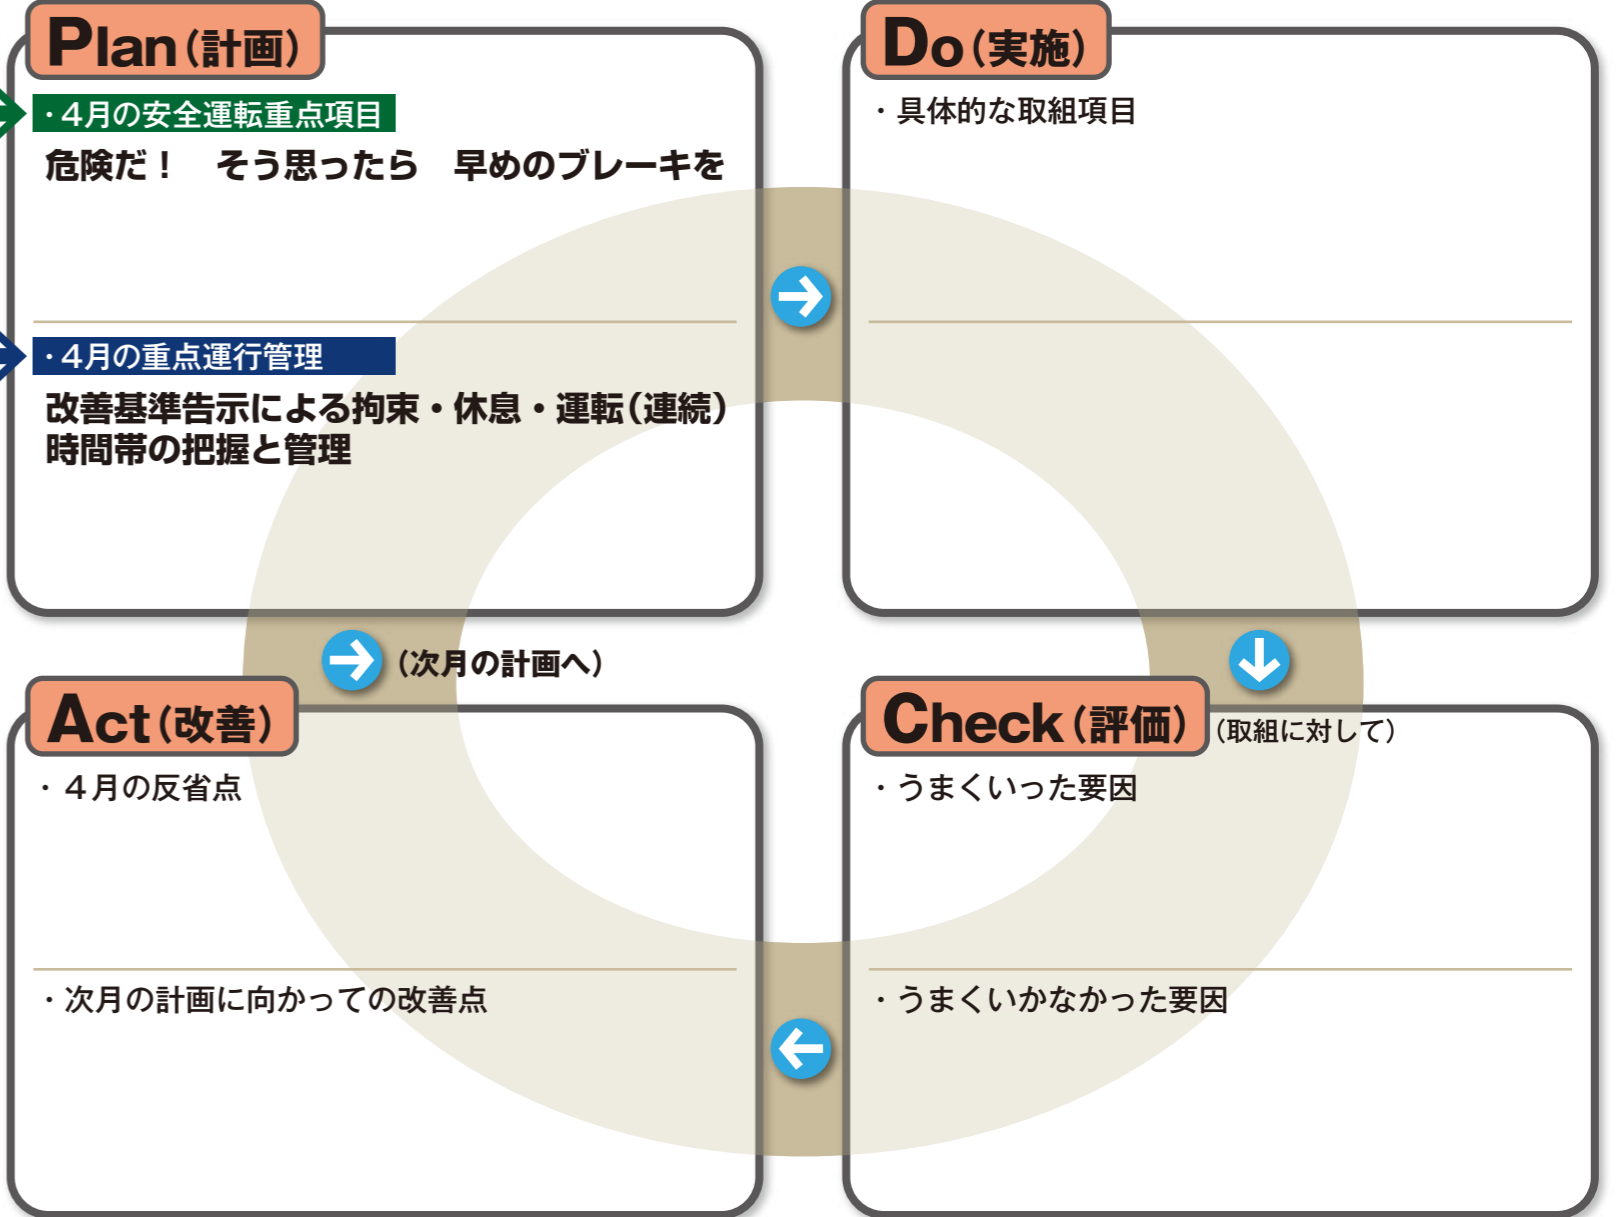 Plan(計画)
・4月の安全運転重点項目
危険だ！　そう思ったら　早めのブレーキを
・4月の重点運行管理
改善基準告示による拘束・休息・運転(連続)
時間帯の把握と管理
Do(実施)
・具体的な取組項目
(次月の計画へ)
Act(改善)
・4月の反省点
・次月の計画に向かっての改善点
Check(評価)(取組に対して)
・うまくいった要因
・うまくいかなかった要因